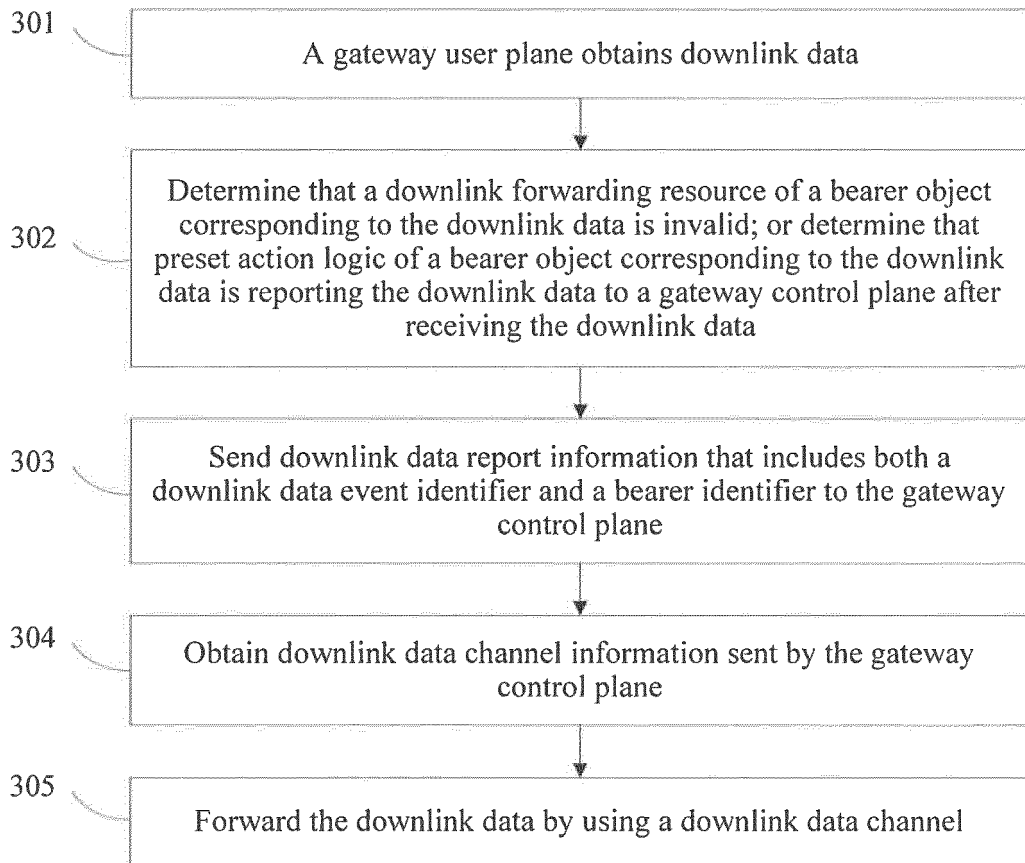 301
A gateway user plane obtains downlink data
302
Determine that a downlink forwarding resource of a bearer object
corresponding to the downlink data is invalid; or determine that
preset action logic of a bearer object corresponding to the downlink
data is reporting the downlink data to a gateway control plane after
receiving the downlink data
303
Send downlink data report information that includes both a
downlink data event identifier and a bearer identifier to the gateway
control plane
304
Obtain downlink data channel information sent by the gateway
control plane
305
Forward the downlink data by using a downlink data channel